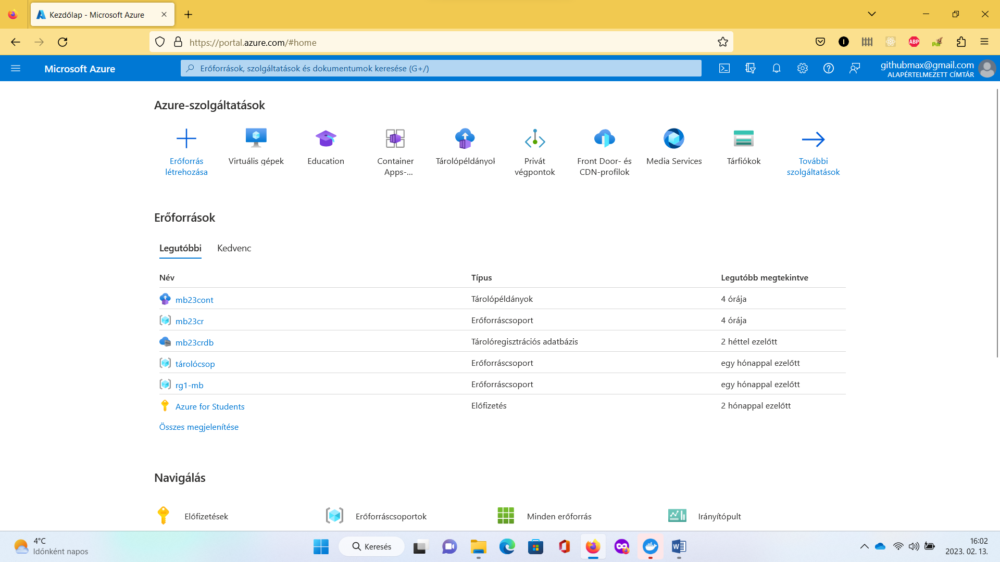 Kezdőlap - Microsoft Azure
https://portal.azure.com/#home
ABP
Microsoft Azure
Erőforrások, szolgáltatások és dokumentumok keresése (G+/)
githubmax@gmail.com
ALAPÉRTELMEZETT CÍMTÁR
Azure-szolgáltatások
Erőforrás
létrehozása
Virtuális gépek
Education
Container
Apps-...
Tárolópéldányol
Privát
végpontok
Front Door- és
CDN-profilok
Media Services
Tárfiókok
További
szolgáltatások
Erőforrások
Legutóbbi Kedvenc
Név Típus Legutóbb megtekintve
mb23cont Tárolópéldányok 4 órája
mb23cr Erőforráscsoport 4 órája
mb23crdb Tárolóregisztrációs adatbázis 2 héttel ezelőtt
tárolócsop Erőforráscsoport egy hónappal ezelőtt
rg1-mb Erőforráscsoport egy hónappal ezelőtt
Azure for Students Előfizetés 2 hónappal ezelőtt
Összes megjelenítése
Navigálás
Előfizetések Erőforráscsoportok Minden erőforrás Irányítópult
4°C
Időnként napos
Keresés
16:02
2023. 02. 13.